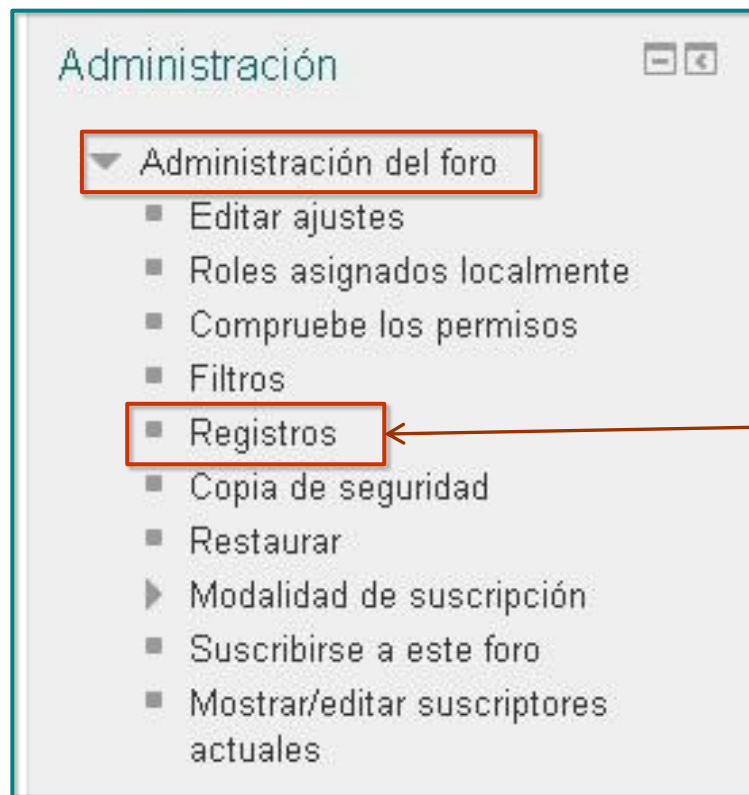 Administración
Administración del foro
Editar ajustes
Roles asignados localmente
Compruebe los permisos
Filtros
Registros
Copia de seguridad
Restaurar
Modalidad de suscripción
Suscribirse a este foro
Mostrar/editar suscriptores
actuales